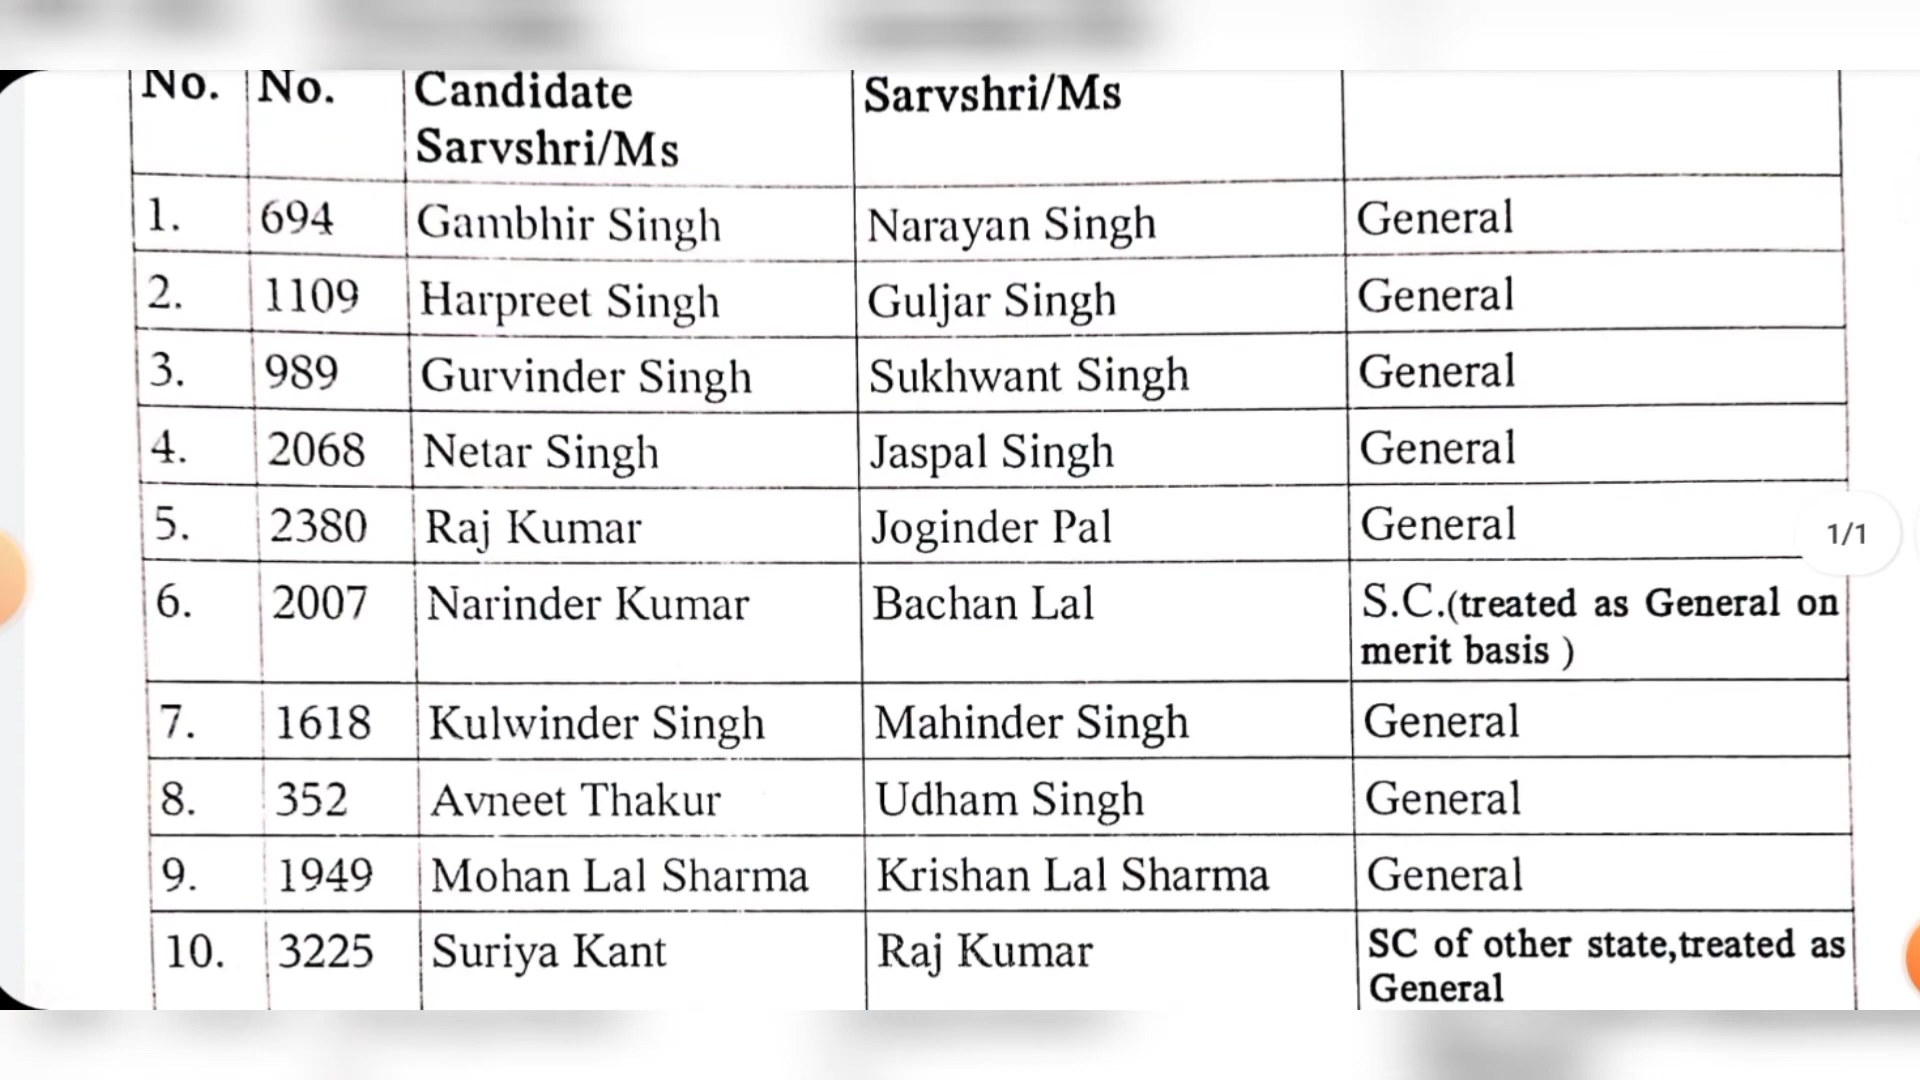 No. No. Candidate Sarvshri/Ms
Sarvshri/Ms
1. 694 Gambhir Singh Narayan Singh General
2. 1109 Harpreet Singh Guljar Singh General
3. 989 Gurvinder Singh Sukhwant Singh General
4. 2068 Netar Singh Jaspal Singh General
5. 2380 Raj Kumar Joginder Pal General
1/1
6. 2007 Narinder Kumar Bachan Lal S.C.(treated as General on
merit basis )
7. 1618 Kulwinder Singh Mahinder Singh General
8. 352 Avneet Thakur Udham Singh General
9. 1949 Mohan Lal Sharma Krishan Lal Sharma General
10. 3225 Suriya Kant Raj Kumar SC of other state,treated as
General